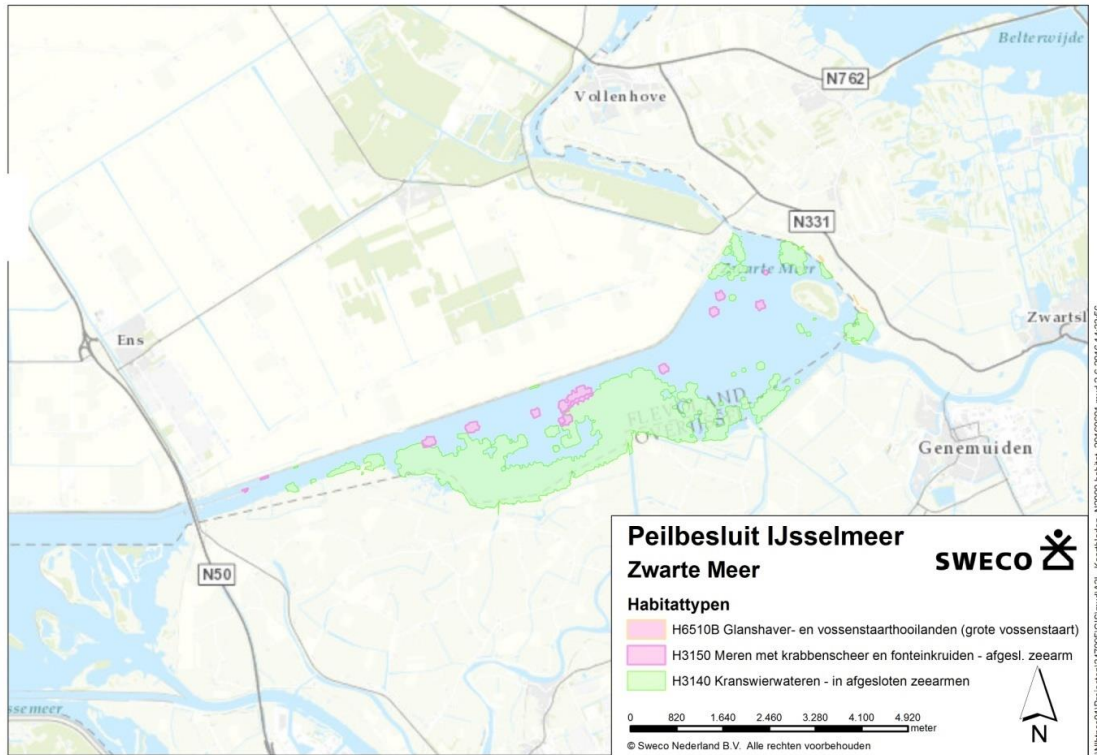 Belterwijde
N762
Vollenhove
N331
Zwarte Meer
Ens
Zwartsl
FLEVOLAND
OVERIJSSEL
Genemuiden
N50
sse meer
Peilbesluit IJsselmeer
Zwarte Meer
SWECO
Habitattypen
H6510B Glanshaver- en vossenstaarthooilanden (grote vossenstaart)
H3150 Meren met krabbenscheer en fonteinkruiden - afgesl. zeearm
H3140 Kranswierwateren - in afgesloten zeearmen
0 820 1.640 2.460 3.280 4.100 4.920
meter
N
© Sweco Nederland B.V. Alle rechten voorbehouden